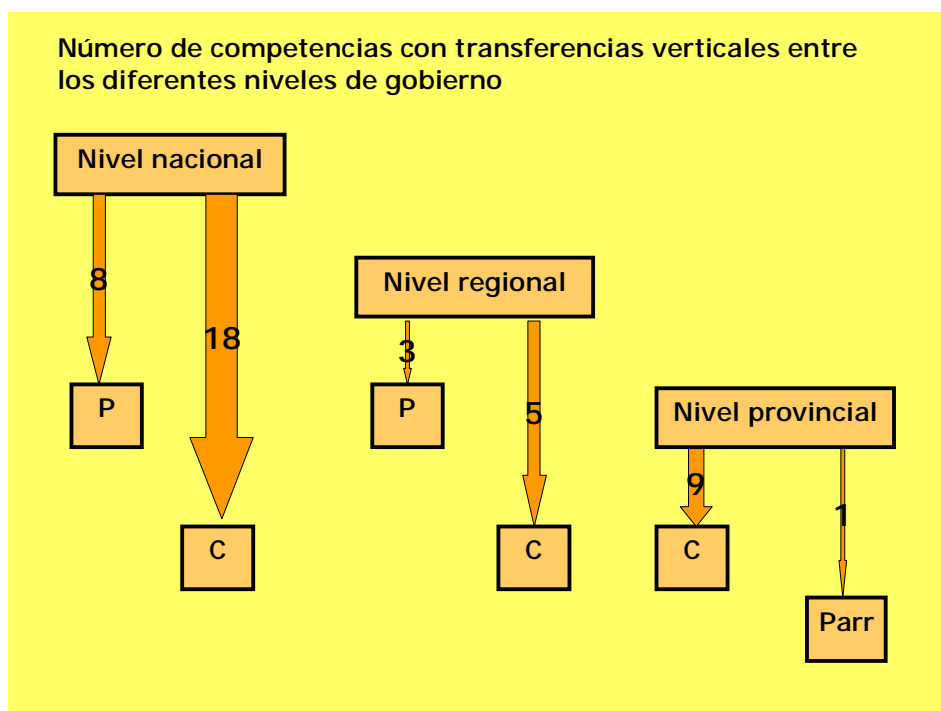 Número de competencias con transferencias verticales entre
los diferentes niveles de gobierno
Nivel nacional
8
18
P
C
Nivel regional
3
5
P
C
Nivel provincial
9
1
C
Parr